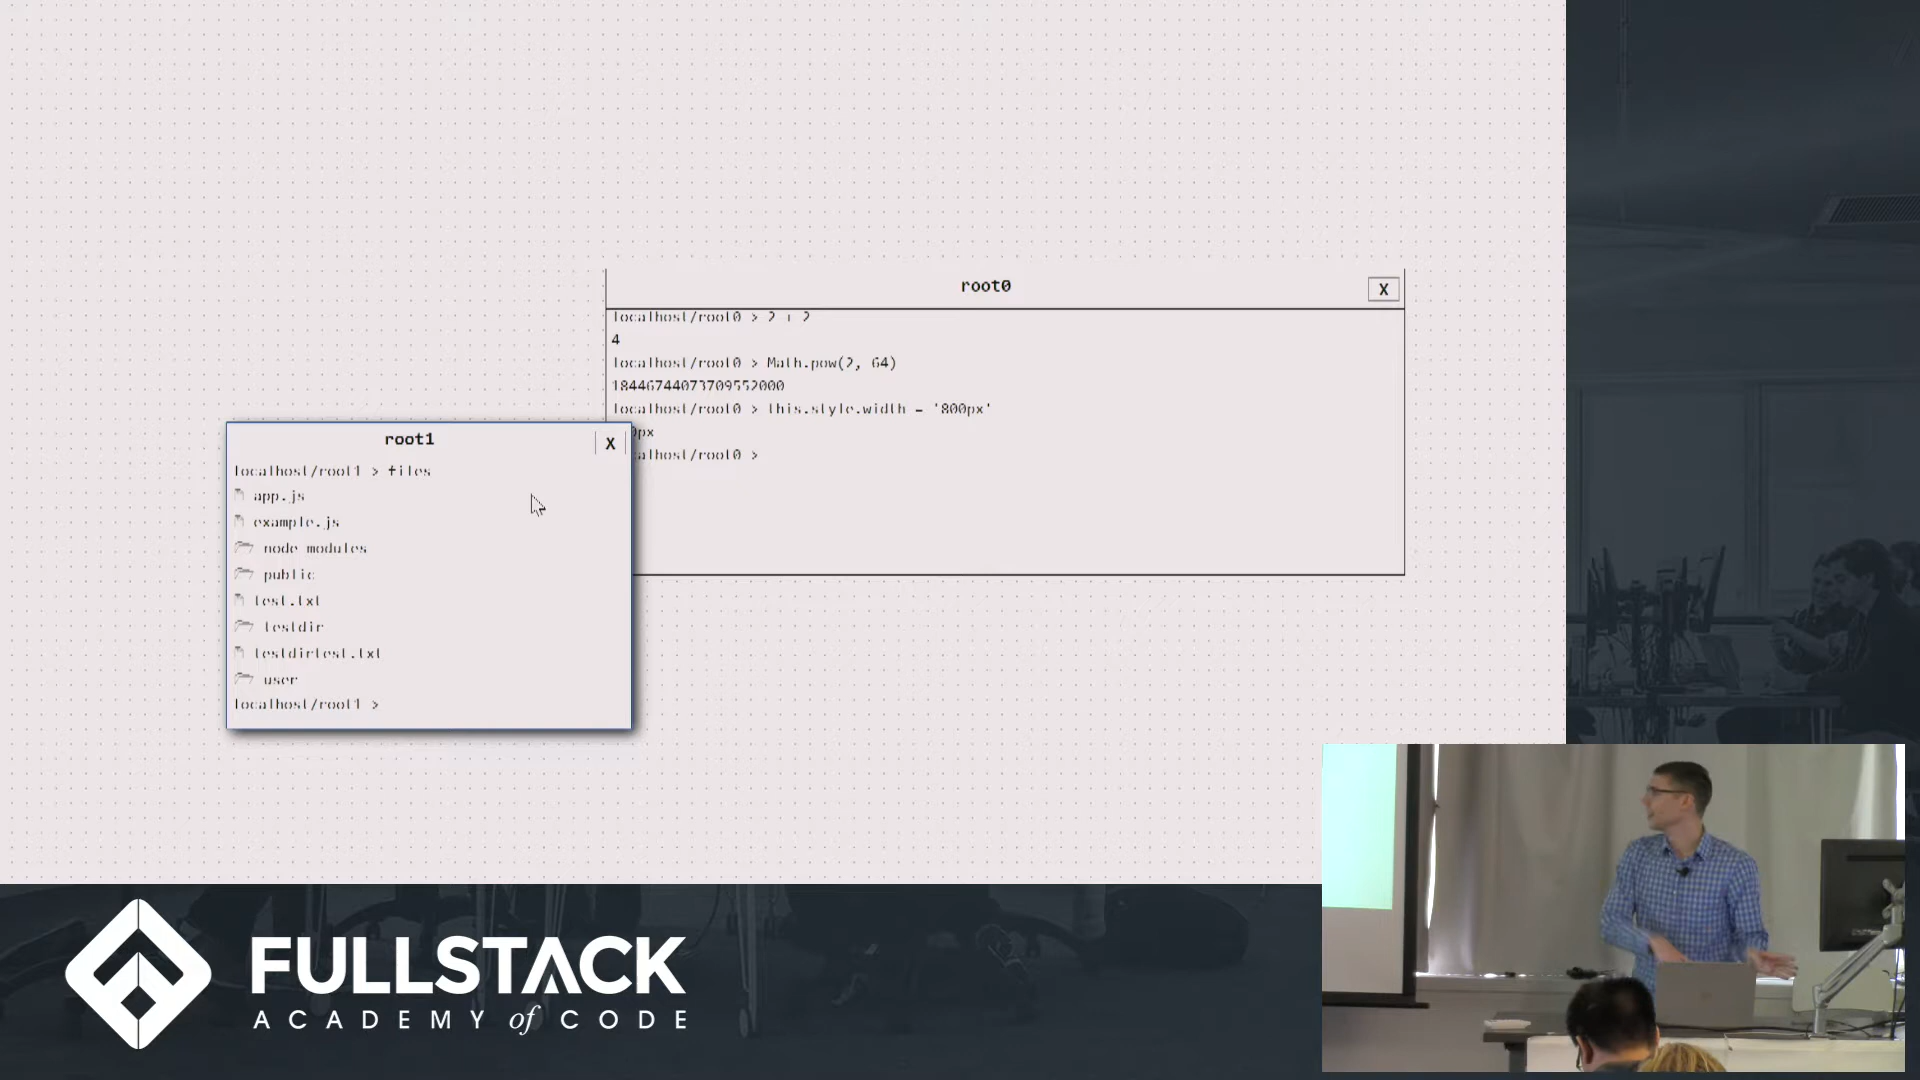 root0
X
localhost/root0 > 2 + 2
4
localhost/root0 > Math.pow(2, 64)
18446744073709552000
localhost/root0 > this.style.width = '800px'
0px
alhost/root0 >
root1
X
localhost/root1 > files
app.js
example.js
node_modules
public
test.txt
testdir
testdirtest.txt
user
localhost/root1 >
FULLSTACK
ACADEMY of CODE